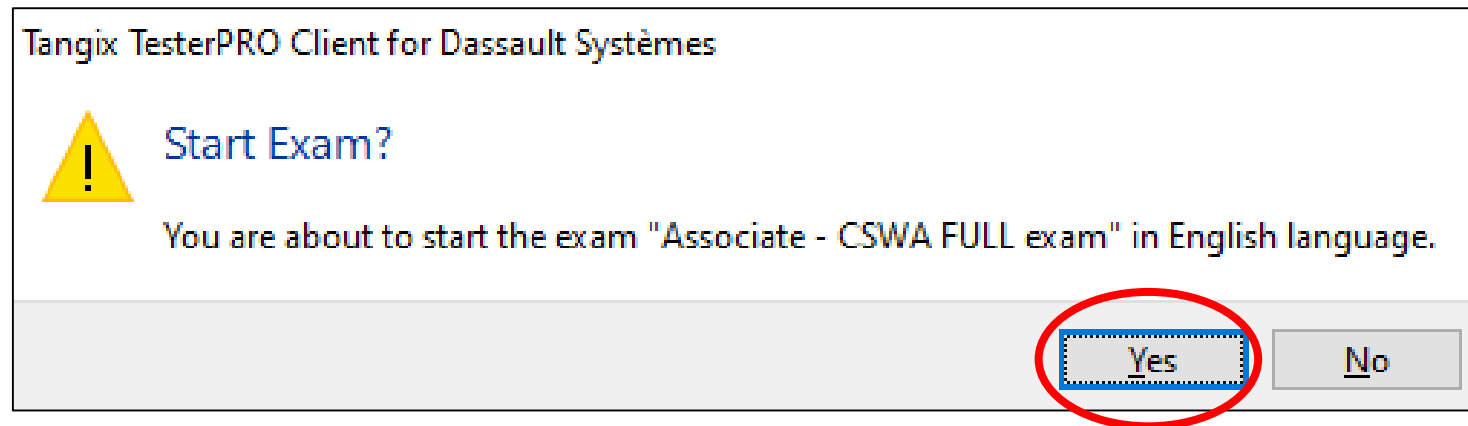 Tangix TesterPRO Client for Dassault Systèmes
!
Start Exam?
You are about to start the exam "Associate - CSWA FULL exam" in English language.
Yes
No